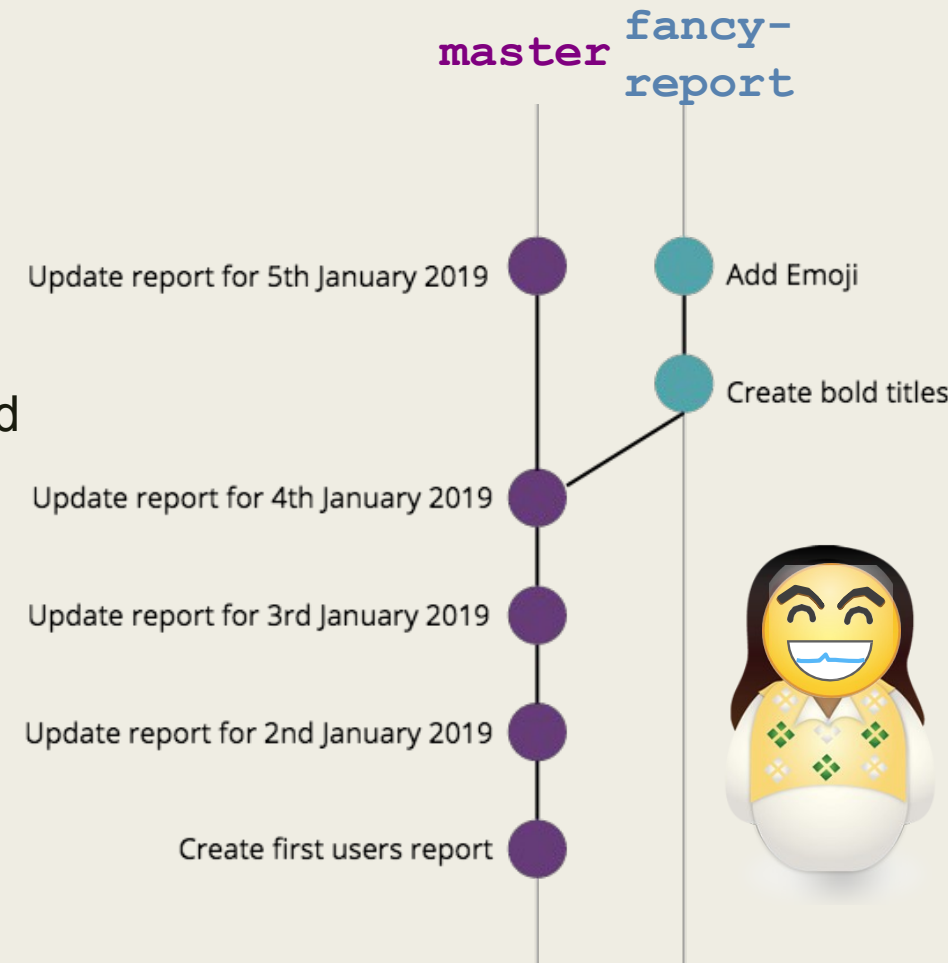 master
fancy-
report
Update report for 5th January 2019
Add Emoji
Create bold titles
d
Update report for 4th January 2019
Update report for 3rd January 2019
Update report for 2nd January 2019
Create first users report